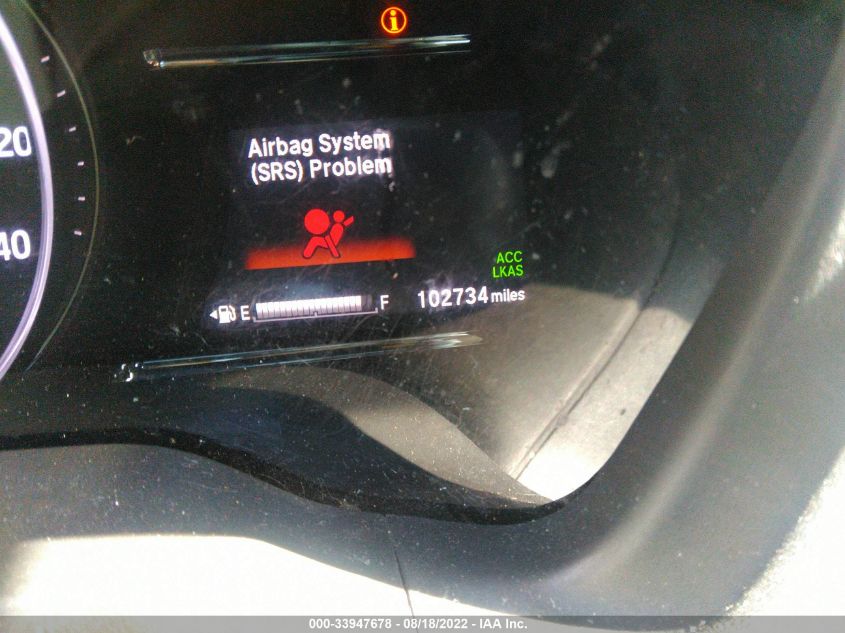 i
20
40
Airbag System
(SRS) Problem
ACC
LKAS
E
F
102734 miles
000-33947678 - 08/18/2022 - IAA Inc.